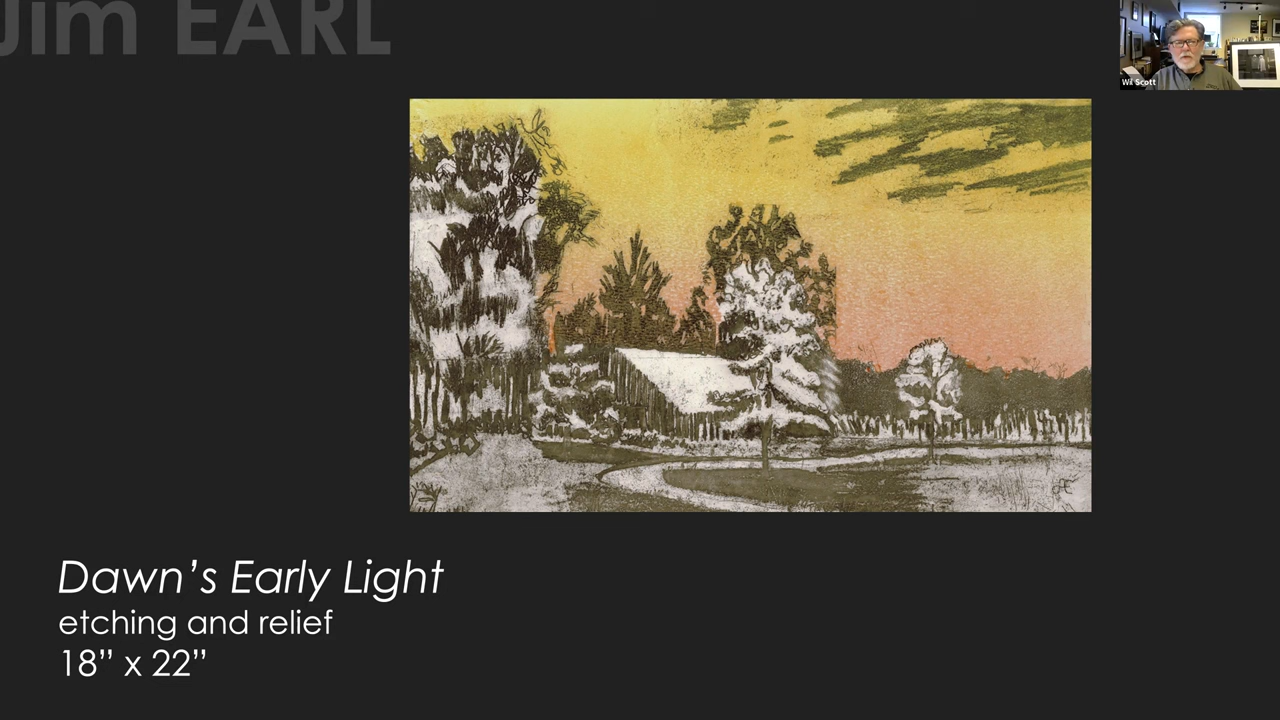 Jim EARL
Wil Scott
Dawn’s Early Light
etching and relief
18” x 22”